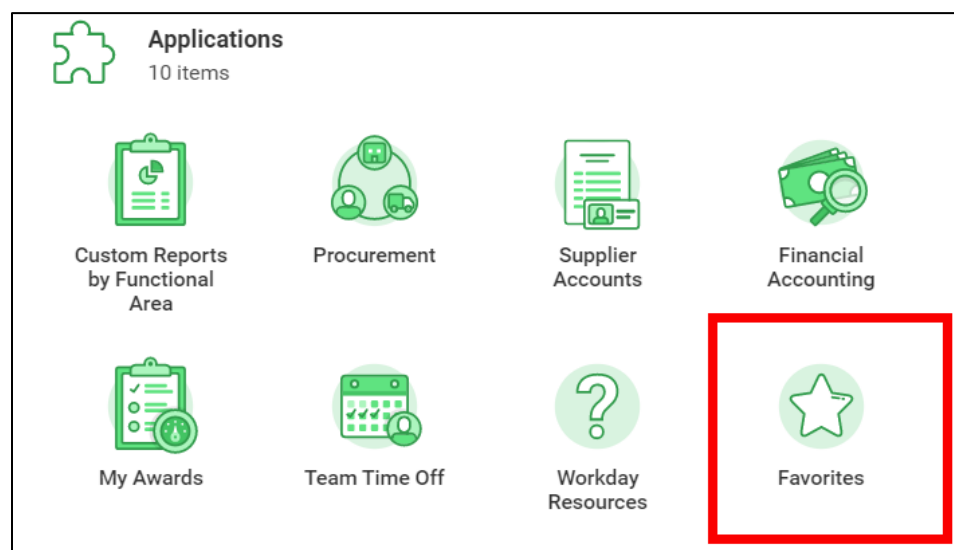 Applications
10 items
Custom Reports
by Functional
Area
Procurement
Supplier
Accounts
Financial
Accounting
My Awards
Team Time Off
Workday
Resources
Favorites